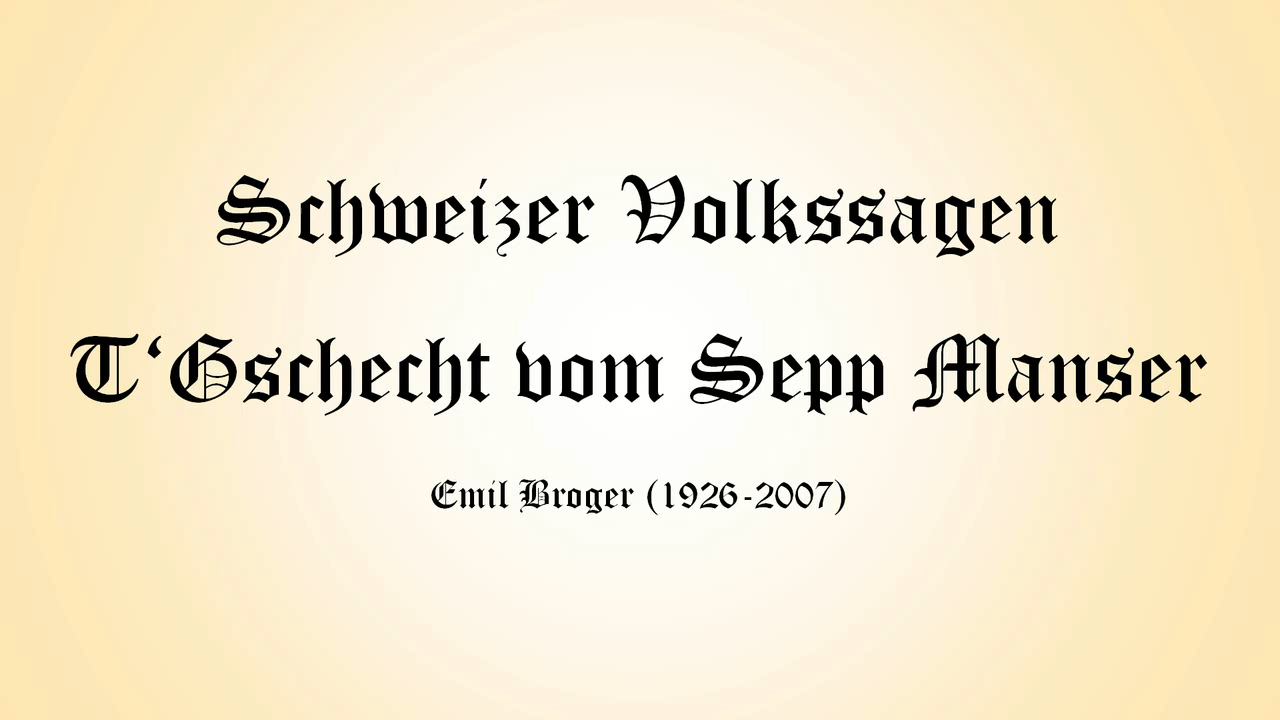 Schweizer Volkssagen
T‘Gschecht vom Sepp Manser
Emil Broger (1926-2007)